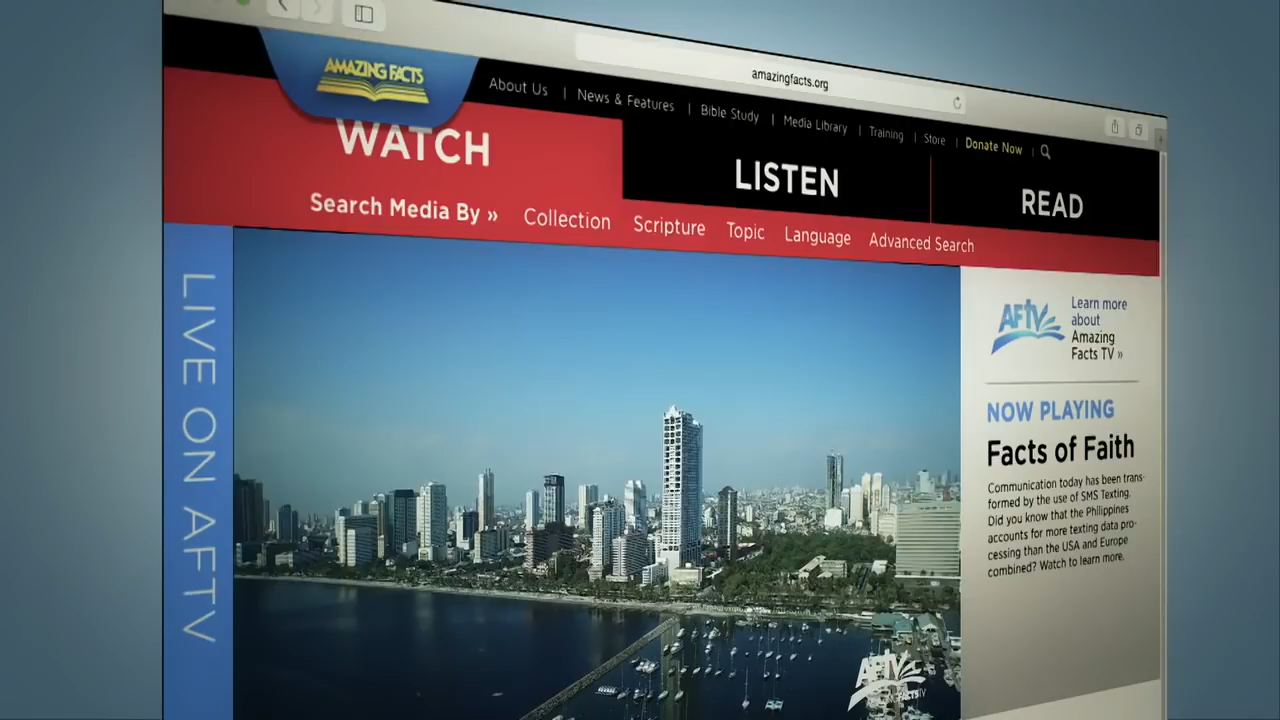 amazingfacts.org
AMAZING FACTS
About Us | News & Features | Bible Study | Media Library | Training | Store | Donate Now |
WATCH
LISTEN
READ
Search Media By » Collection Scripture Topic Language Advanced Search
LIVE ON AFTV
AFTV
Learn more
about
Amazing
Facts TV »
NOW PLAYING
Facts of Faith
Communication today has been trans-
formed by the use of SMS Texting.
Did you know that the Philippines
accounts for more texting data pro-
cessing than the USA and Europe
combined? Watch to learn more.
AFTV